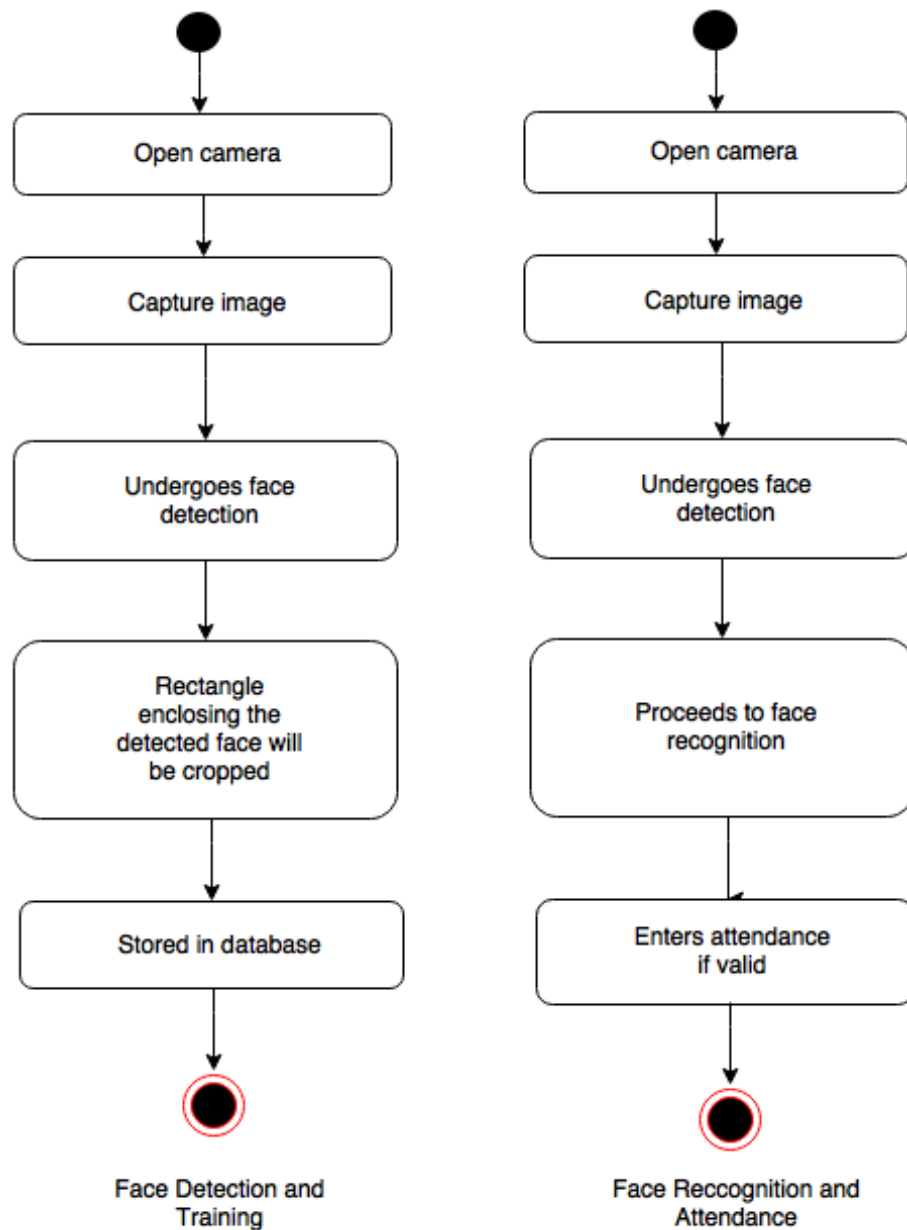 Open camera
Capture image
Undergoes face
detection
Rectangle
enclosing the
detected face will
be cropped
Stored in database
Face Detection and
Training
Open camera
Capture image
Undergoes face
detection
Proceeds to face
recognition
Enters attendance
if valid
Face Reccognition and
Attendance